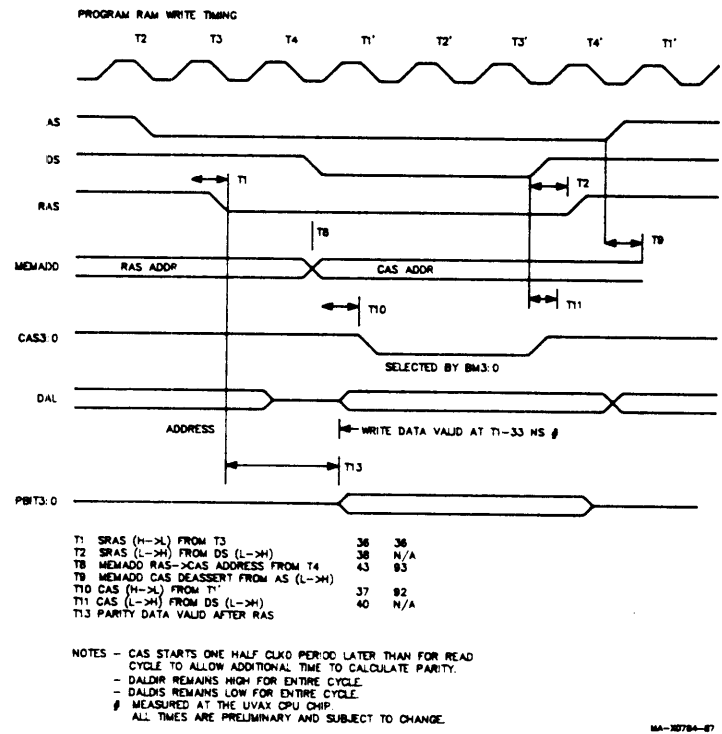 PROGRAM RAM WRITE TIMING
T2 T3 T4 T1' T2' T3' T4' T1'
AS
DS
T1 T2
RAS
T8 T9
MEMADD RAS ADDR CAS ADDR
T10 T11
CAS3:0
SELECTED BY BM3:0
DAL
ADDRESS WRITE DATA VALID AT T1-33 NS #
T13
PBIT3:0
T1 SRAS (H->L) FROM T3 36 36
T2 SRAS (L->H) FROM DS (L->H) 38 N/A
T8 MEMADD RAS->CAS ADDRESS FROM T4 43 93
T9 MEMADD CAS DEASSERT FROM AS (L->H)
T10 CAS (H->L) FROM T1' 37 92
T11 CAS (L->H) FROM DS (L->H) 40 N/A
T13 PARITY DATA VALID AFTER RAS
NOTES - CAS STARTS ONE HALF CLKO PERIOD LATER THAN FOR READ
CYCLE TO ALLOW ADDITIONAL TIME TO CALCULATE PARITY.
- DALDIR REMAINS HIGH FOR ENTIRE CYCLE.
- DALDIS REMAINS LOW FOR ENTIRE CYCLE.
# MEASURED AT THE UVAX CPU CHIP.
ALL TIMES ARE PRELIMINARY AND SUBJECT TO CHANGE.
MA-X0784-87